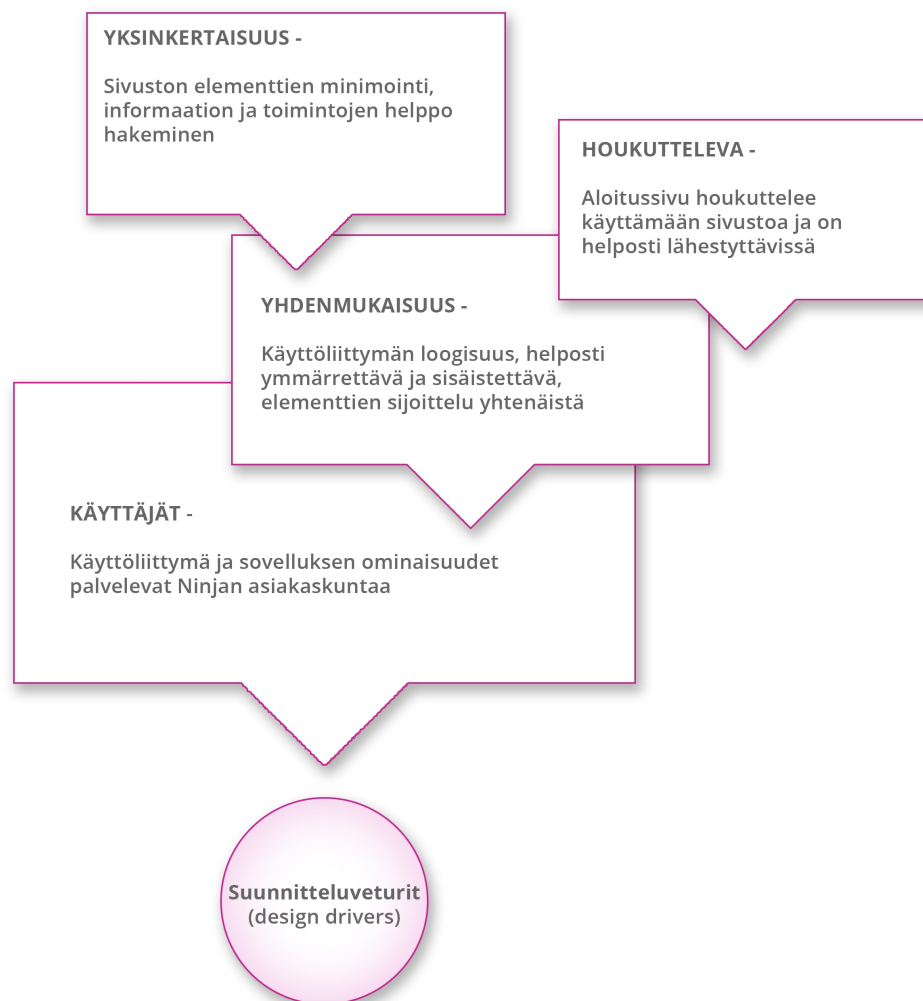 YKSINKERTAISUUS -
Sivuston elementtien minimointi,
informaation ja toimintojen helppo
hakeminen
HOUKUTTELEVA -
Aloitussivu houkuttelee
käyttämään sivustoa ja on
helposti lähestyttävissä
YHDENMUKAISUUS -
Käyttöliittymän loogisuus, helposti
ymmärrettävä ja sisäistettävä,
elementtien sijoittelu yhtenäistä
KÄYTTÄJÄT -
Käyttöliittymä ja sovelluksen ominaisuudet
palvelevat Ninjan asiakaskuntaa
Suunnitteluveturit
(design drivers)